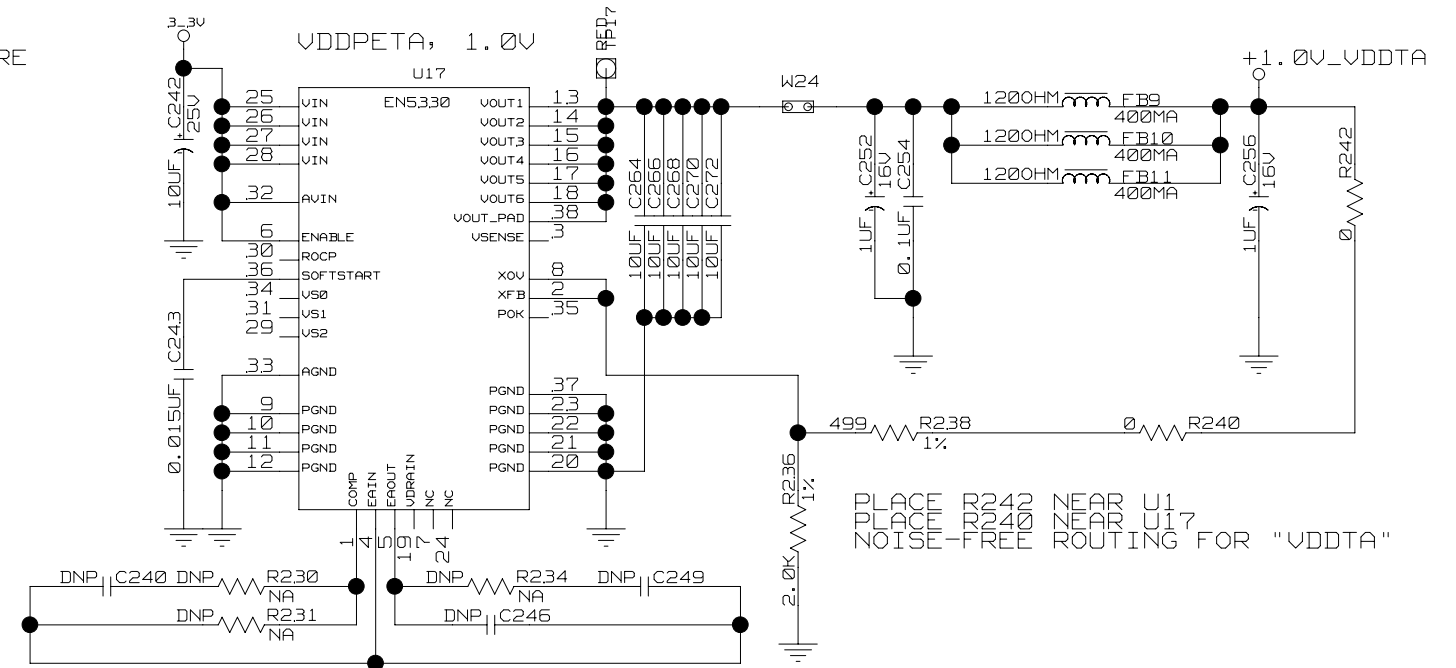 RE
3_3V
VDDPETA, 1.0V
RED
TP17
+1.0V_VDDTA
U17
EN5330
W24
C242
25V
10UF
+
25 VIN
26 VIN
27 VIN
28 VIN
32 AVIN
6 ENABLE
30 ROCP
36 SOFTSTART
34 VS0
31 VS1
29 VS2
33 AGND
9 PGND
10 PGND
11 PGND
12 PGND
VOUT1 13
VOUT2 14
VOUT3 15
VOUT4 16
VOUT5 17
VOUT6 18
VOUT_PAD 38
VSENSE 3
XOV 8
XFB 2
POK 35
PGND 37
PGND 23
PGND 22
PGND 21
PGND 20
COMP 1
EAIN 4
EAOUT 5
VDRAIN 19
NC 7
NC 24
C243
0.015UF
C264
10UF
C266
10UF
C268
10UF
C270
10UF
C272
10UF
C252
16V
1UF
+
C254
0.1UF
120OHM FB9
400MA
FB10
400MA
120OHM FB11
400MA
C256
16V
1UF
+
R242
0
499 R238
1%
0 R240
R236
1%
2.0K
PLACE R242 NEAR U1
PLACE R240 NEAR U17
NOISE-FREE ROUTING FOR "VDDTA"
DNP C240 DNP R230
NA
DNP R231
NA
DNP R234
NA
DNP C249
DNP C246